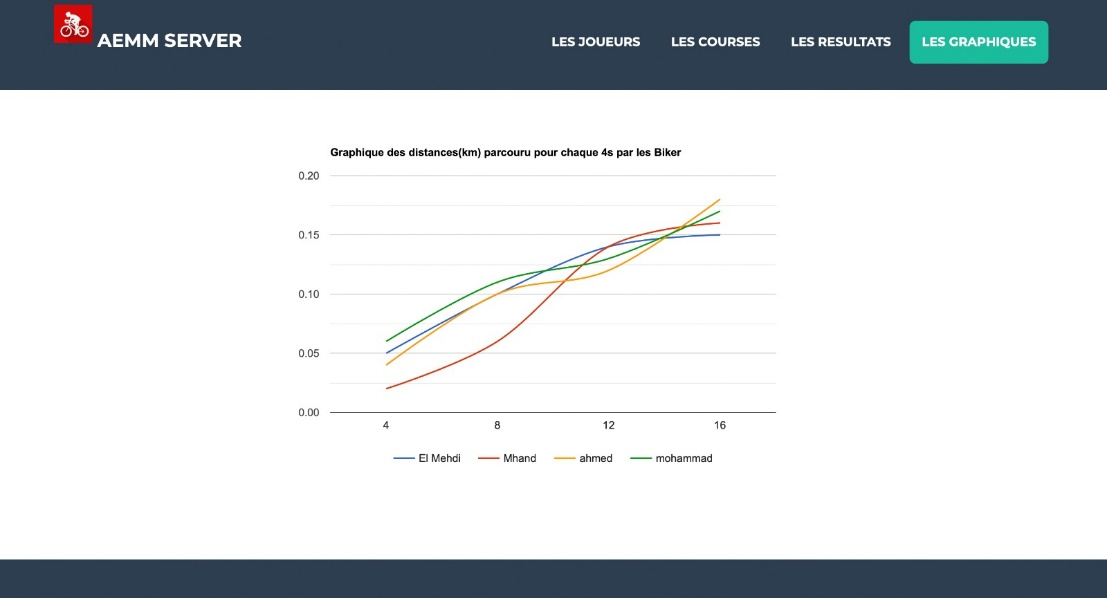 AEMM SERVER
LES JOUEURS LES COURSES LES RESULTATS LES GRAPHIQUES
Graphique des distances(km) parcouru pour chaque 4s par les Biker
0.20
0.15
0.10
0.05
0.00
4 8 12 16
El Mehdi Mhand ahmed mohammad